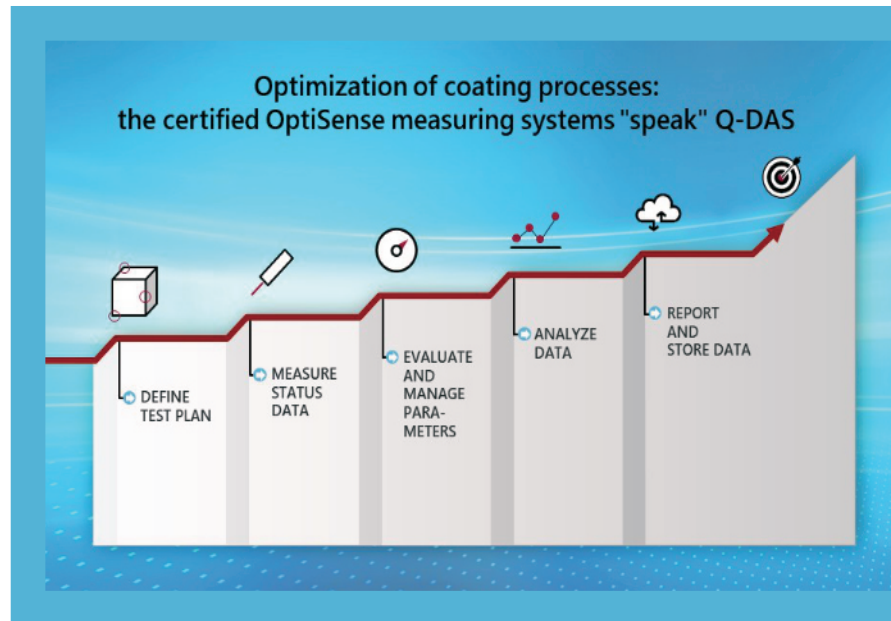 Optimization of coating processes:
the certified OptiSense measuring systems "speak" Q-DAS
DEFINE
TEST PLAN
MEASURE
STATUS
DATA
EVALUATE
AND
MANAGE
PARA-
METERS
ANALYZE
DATA
REPORT
AND
STORE DATA